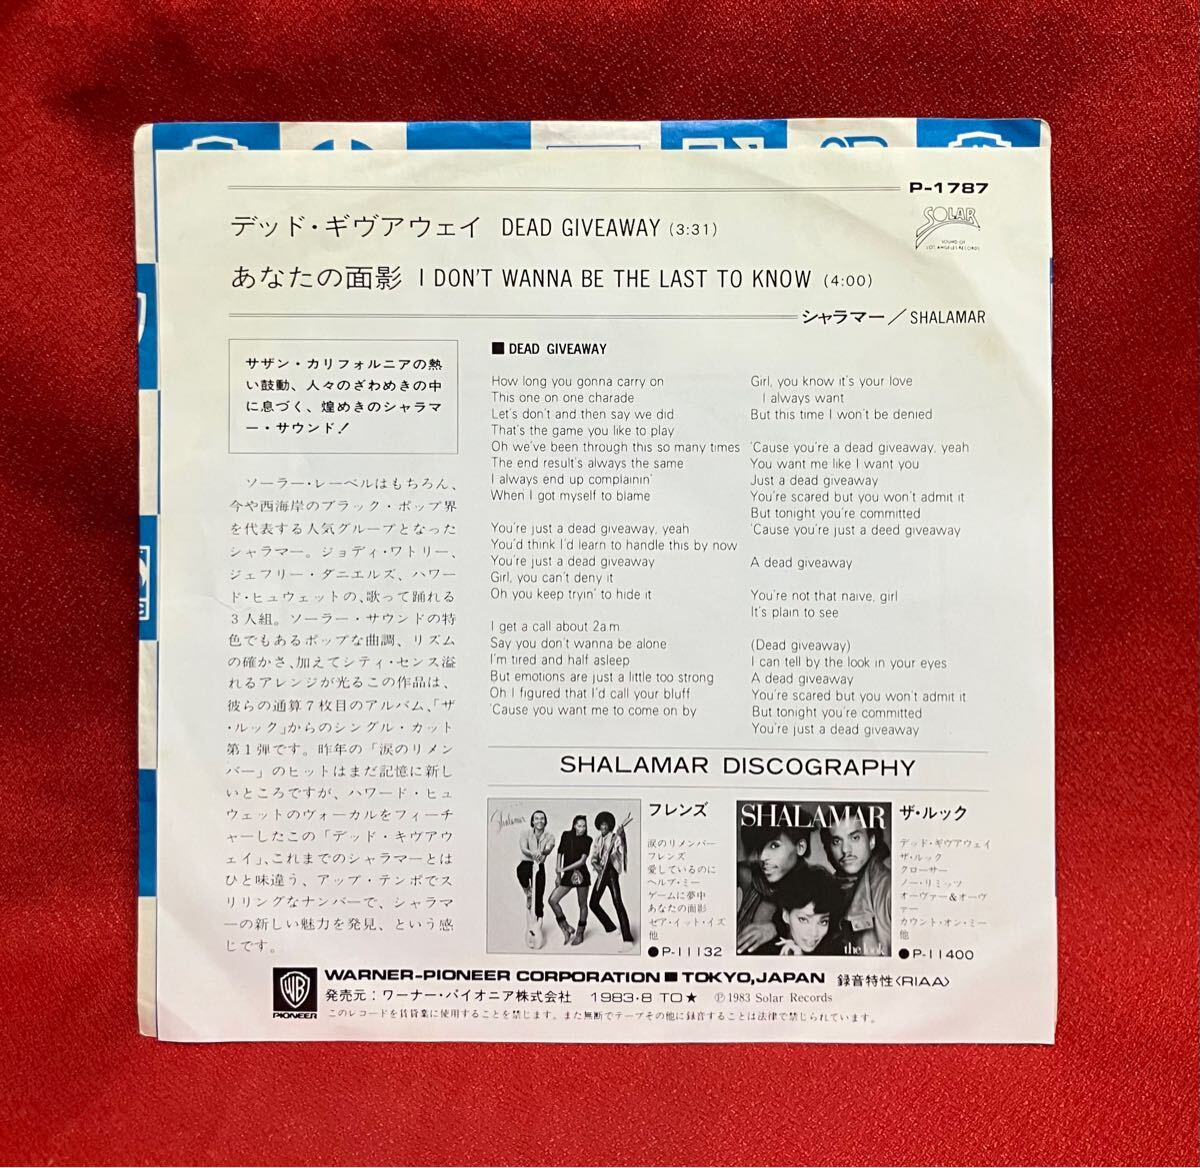 P-1787
デッド・ギヴアウェイ DEAD GIVEAWAY (3:31)
SOLAR
SOUND OF
LOS ANGELES RECORDS
あなたの面影 I DON'T WANNA BE THE LAST TO KNOW (4:00)
シャラマー／SHALAMAR
サザン・カリフォルニアの熱
い鼓動、人々のざわめきの中
に息づく、煌めきのシャラマ
ー・サウンド！
ソーラー・レーベルはもちろん、
今や西海岸のブラック・ポップ界
を代表する人気グループとなった
シャラマー。ジョディ・ワトリー、
ジェフリー・ダニエルズ、ハワー
ド・ヒュウェットの、歌って踊れる
3人組。ソーラー・サウンドの特
色でもあるポップな曲調、リズム
の確かさ、加えてシティ・センス溢
れるアレンジが光るこの作品は、
彼らの通算7枚目のアルバム、「ザ
・ルック」からのシングル・カット
第1弾です。昨年の「涙のリメン
バー」のヒットはまだ記憶に新し
いところですが、ハワード・ヒュ
ウェットのヴォーカルをフィーチ
ャーしたこの「デッド・ギヴアウ
ェイ」、これまでのシャラマーとは
ひと味違う、アップ・テンポでス
リリングなナンバーで、シャラマ
ーの新しい魅力を発見、という感
じです。
■ DEAD GIVEAWAY
How long you gonna carry on
This one on one charade
Let's don't and then say we did
That's the game you like to play
Oh we've been through this so many times
The end result's always the same
I always end up complainin'
When I got myself to blame
You're just a dead giveaway, yeah
You'd think I'd learn to handle this by now
You're just a dead giveaway
Girl, you can't deny it
Oh you keep tryin' to hide it
I get a call about 2a.m.
Say you don't wanna be alone
I'm tired and half asleep
But emotions are just a little too strong
Oh I figured that I'd call your bluff
'Cause you want me to come on by
Girl, you know it's your love
I always want
But this time I won't be denied
'Cause you're a dead giveaway, yeah
You want me like I want you
Just a dead giveaway
You're scared but you won't admit it
But tonight you're committed
'Cause you're just a deed giveaway
A dead giveaway
You're not that naive, girl
It's plain to see
(Dead giveaway)
I can tell by the look in your eyes
A dead giveaway
You're scared but you won't admit it
But tonight you're committed
You're just a dead giveaway
SHALAMAR DISCOGRAPHY
Shalamar
フレンズ
涙のリメンバー
フレンズ
愛しているのに
ヘルプ・ミー
ゲームに夢中
あなたの面影
ゼア・イット・イズ
他
●P-11132
SHALAMAR
the look
ザ・ルック
デッド・ギヴアウェイ
ザ・ルック
クローサー
ノー・リミッツ
オーヴァー＆オーヴ
ァー
カウント・オン・ミー
他
●P-11400
WB
PIONEER
WARNER-PIONEER CORPORATION ■ TOKYO, JAPAN 録音特性〈RIAA〉
発売元：ワーナー・パイオニア株式会社 1983・8 TO★ Ⓟ1983 Solar Records
このレコードを賃貸業に使用することを禁じます。また無断でテープその他に録音することは法律で禁じられています。